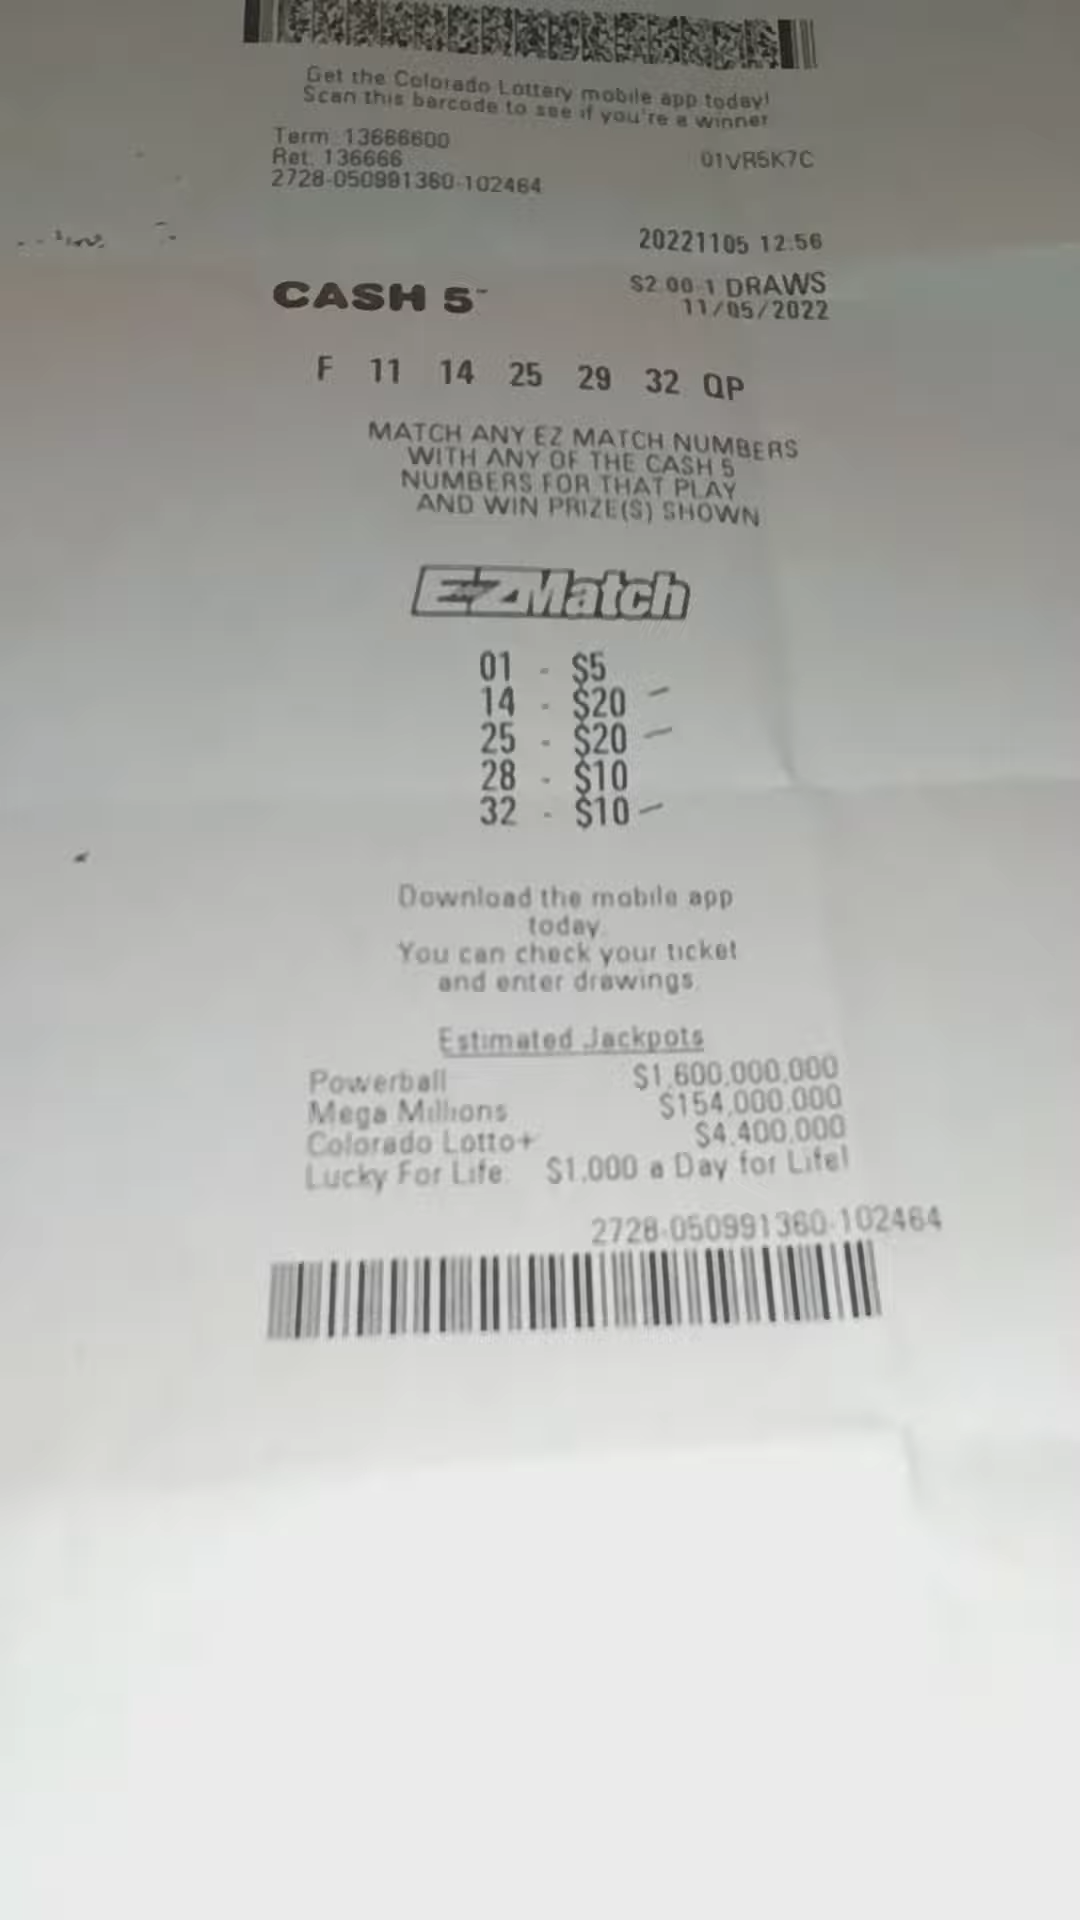 Get the Colorado Lottery mobile app today!
Scan this barcode to see if you're a winner
Term. 13666600
Ret. 136666 01VR5K7C
2728-050991360-102464
20221105 12:56
CASH 5™ $2.00 1 DRAWS
11/05/2022
F 11 14 25 29 32 QP
MATCH ANY EZ MATCH NUMBERS
WITH ANY OF THE CASH 5
NUMBERS FOR THAT PLAY
AND WIN PRIZE(S) SHOWN
EZMatch
01 - $5
14 - $20
25 - $20
28 - $10
32 - $10
Download the mobile app
today.
You can check your ticket
and enter drawings.
Estimated Jackpots
Powerball $1,600,000,000
Mega Millions $154,000,000
Colorado Lotto+ $4,400,000
Lucky For Life $1,000 a Day for Life!
2728-050991360-102464